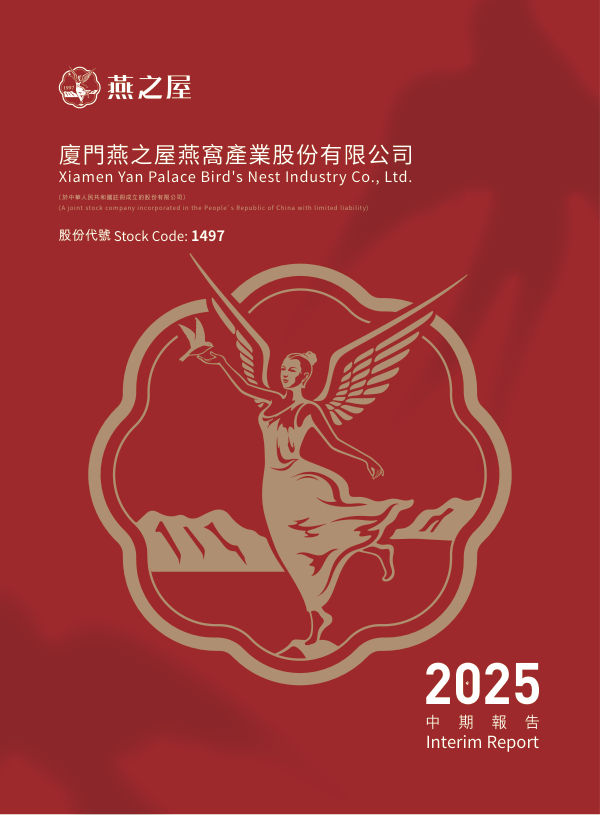 1497
燕之屋
廈門燕之屋燕窩產業股份有限公司
Xiamen Yan Palace Bird's Nest Industry Co., Ltd.
(於中華人民共和國註冊成立的股份有限公司)
(A joint stock company incorporated in the People's Republic of China with limited liability)
股份代號 Stock Code: 1497
2025
中期報告
Interim Report